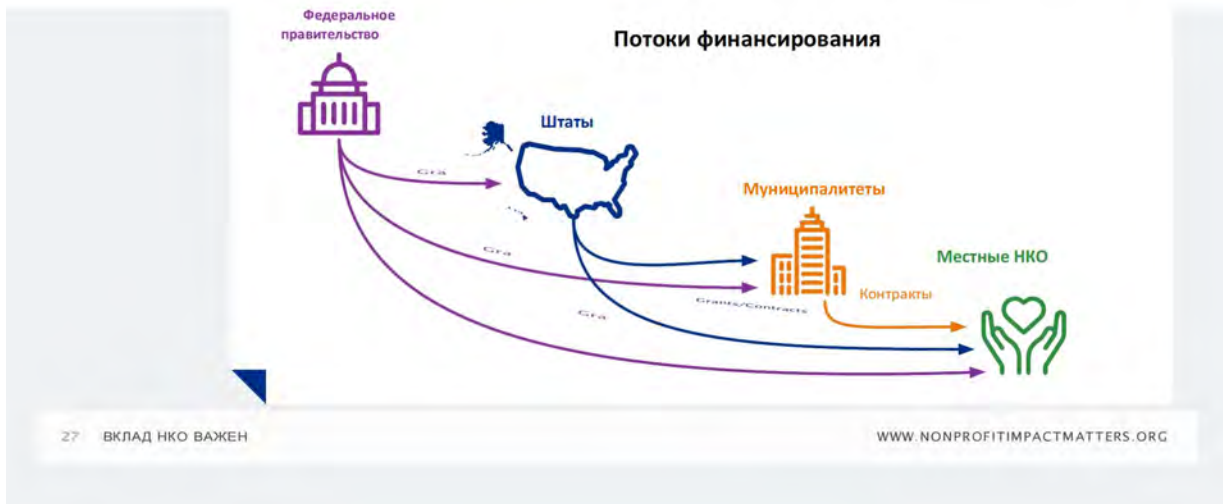 Федеральное
правительство
Потоки финансирования
Штаты
Gra
Муниципалитеты
Gra
Местные НКО
Контракты
Grants/Contracts
Gra
27 ВКЛАД НКО ВАЖЕН
WWW.NONPROFITIMPACTMATTERS.ORG